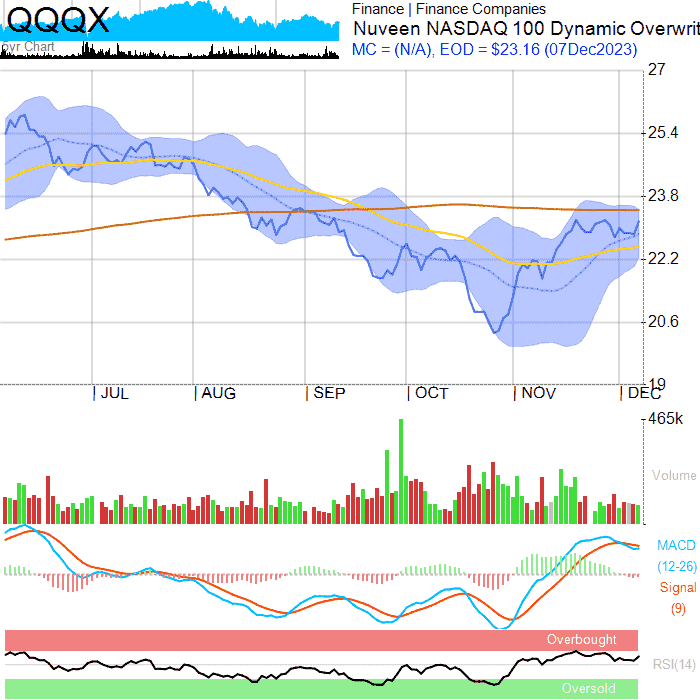 QQQX
5yr Chart
Finance | Finance Companies
Nuveen NASDAQ 100 Dynamic Overwrit
MC = (N/A), EOD = $23.16 (07Dec2023)
27
25.4
23.8
22.2
20.6
19
| JUL
| AUG
| SEP
| OCT
| NOV
| DEC
465k
Volume
MACD
(12-26)
Signal
(9)
Overbought
RSI(14)
Oversold